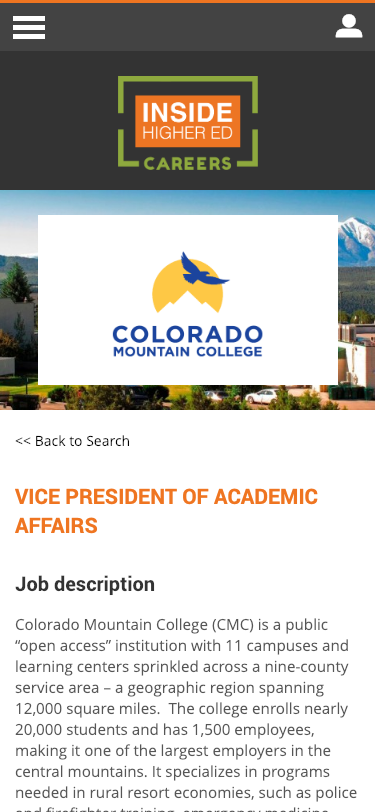 INSIDE
HIGHER ED
CAREERS
COLORADO
MOUNTAIN COLLEGE
<< Back to Search
VICE PRESIDENT OF ACADEMIC
AFFAIRS
Job description
Colorado Mountain College (CMC) is a public
“open access” institution with 11 campuses and
learning centers sprinkled across a nine-county
service area – a geographic region spanning
12,000 square miles.  The college enrolls nearly
20,000 students and has 1,500 employees,
making it one of the largest employers in the
central mountains. It specializes in programs
needed in rural resort economies, such as police
and firefighter training, emergency medicine,